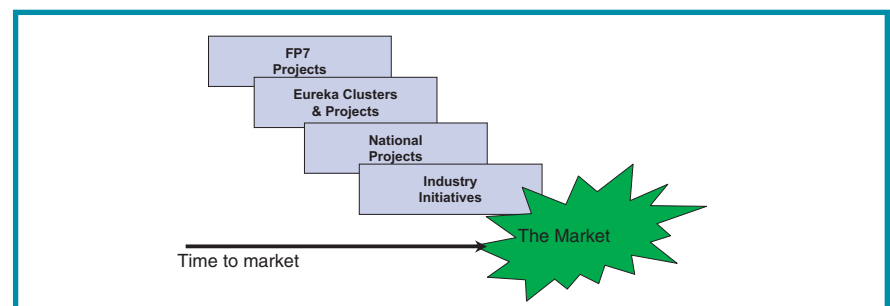 FP7
Projects
Eureka Clusters
& Projects
National
Projects
Industry
Initiatives
The Market
Time to market